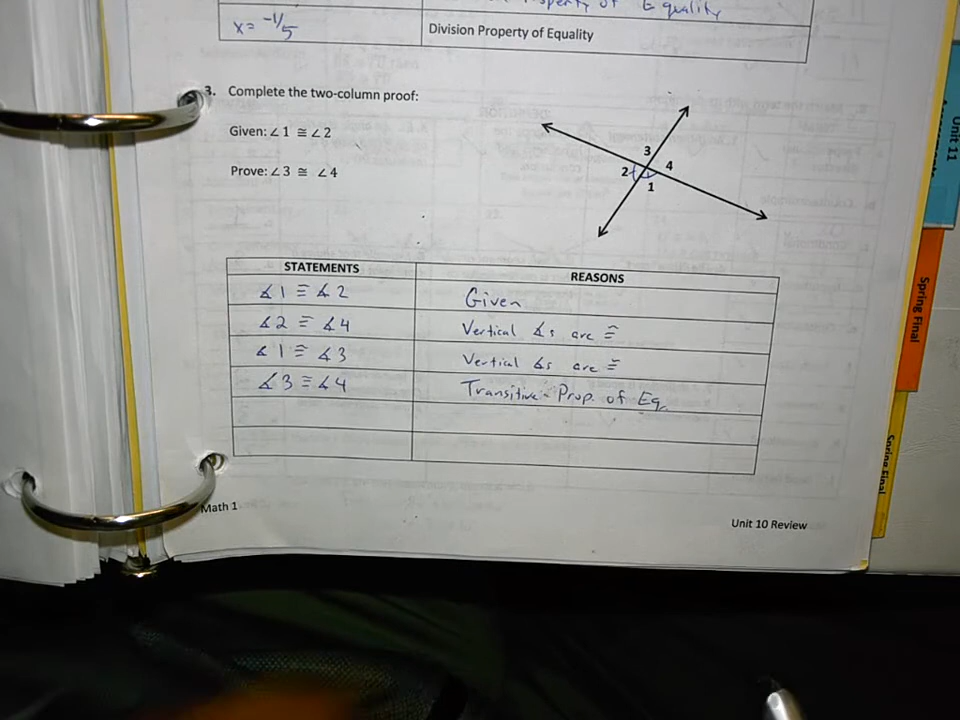 Equality
x = -1/5
Division Property of Equality
3. Complete the two-column proof:
Given: ∠1 ≅ ∠2
Prove: ∠3 ≅ ∠4
3
2 4
1
STATEMENTS REASONS
∡1 ≅ ∡2 Given
∡2 ≅ ∡4 Vertical ∡s are ≅
∡1 ≅ ∡3 Vertical ∡s are ≅
∡3 ≅ ∡4 Transitive Prop. of Eq.
Math 1
Unit 10 Review
Unit 11
Spring Final
Spring Final